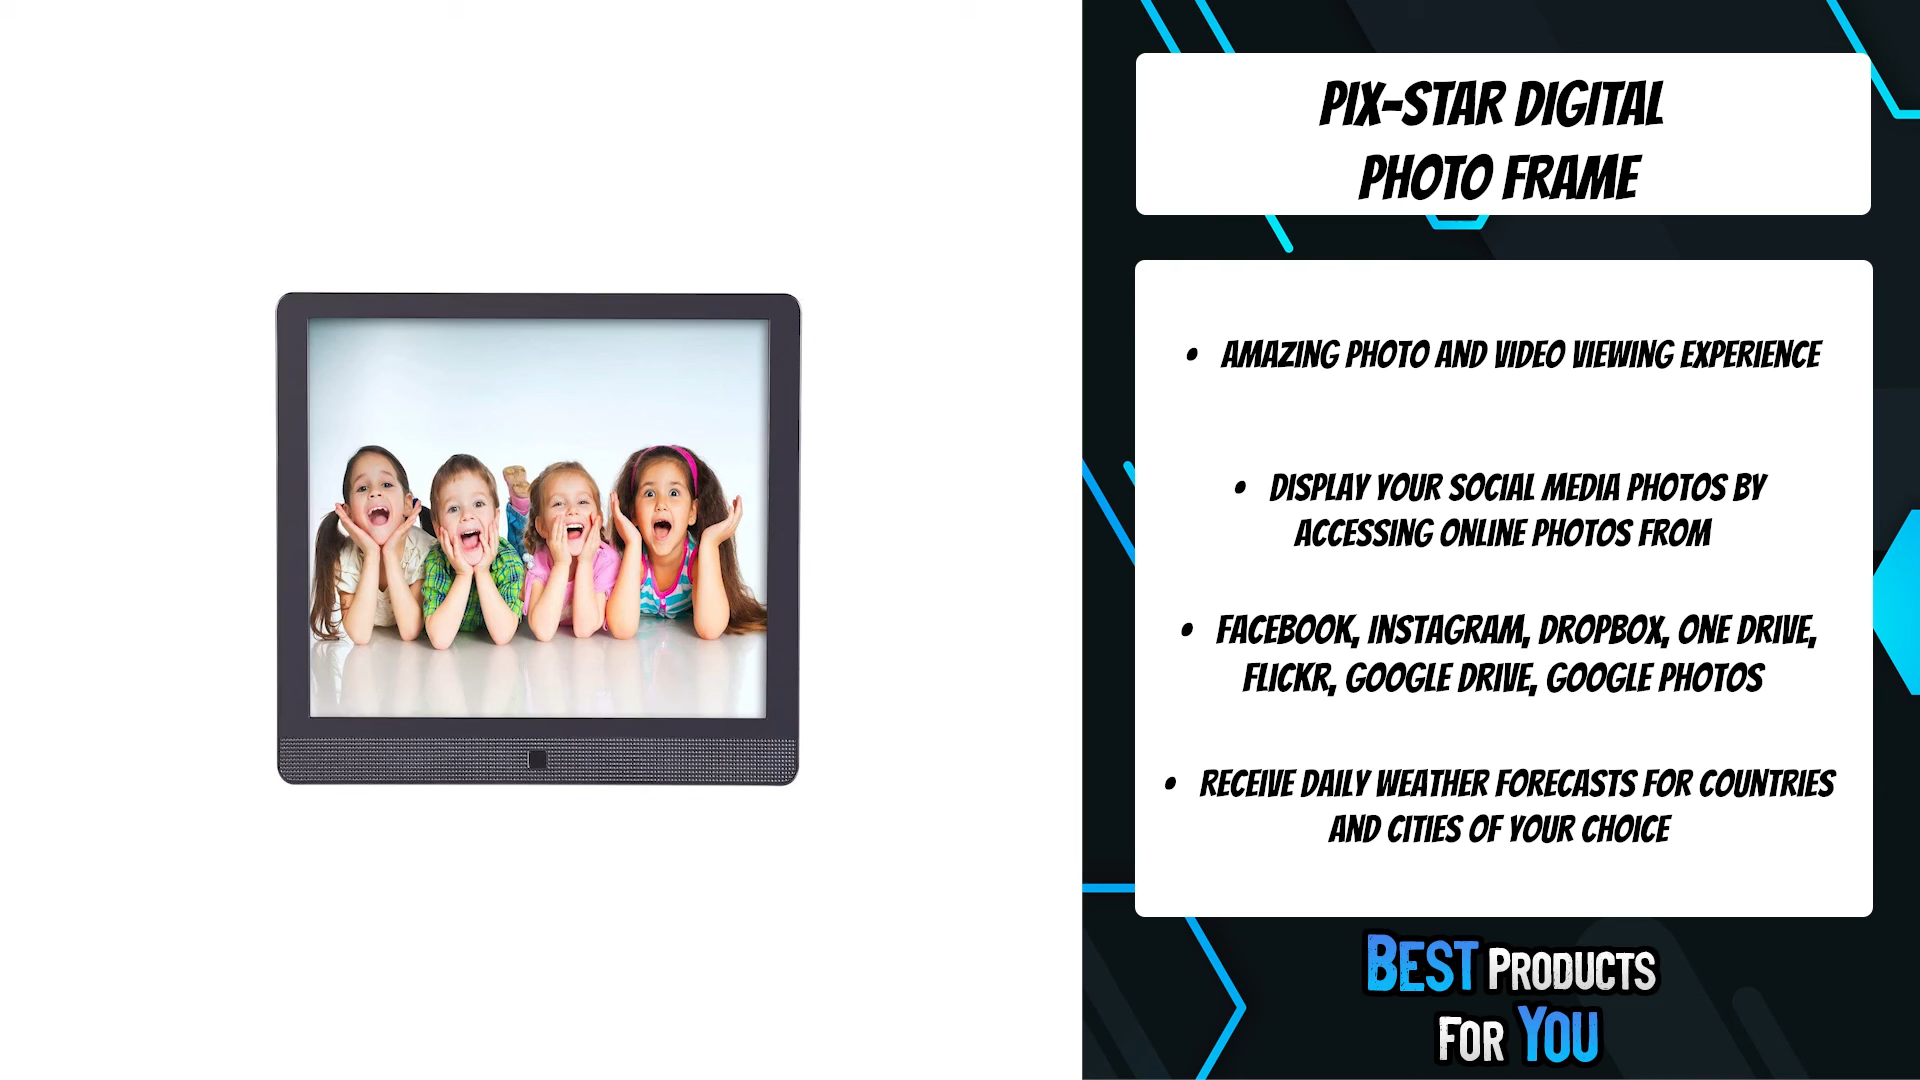 PIX-STAR DIGITAL
PHOTO FRAME
• AMAZING PHOTO AND VIDEO VIEWING EXPERIENCE
• DISPLAY YOUR SOCIAL MEDIA PHOTOS BY
ACCESSING ONLINE PHOTOS FROM
• FACEBOOK, INSTAGRAM, DROPBOX, ONE DRIVE,
FLICKR, GOOGLE DRIVE, GOOGLE PHOTOS
• RECEIVE DAILY WEATHER FORECASTS FOR COUNTRIES
AND CITIES OF YOUR CHOICE
BEST PRODUCTS
FOR YOU